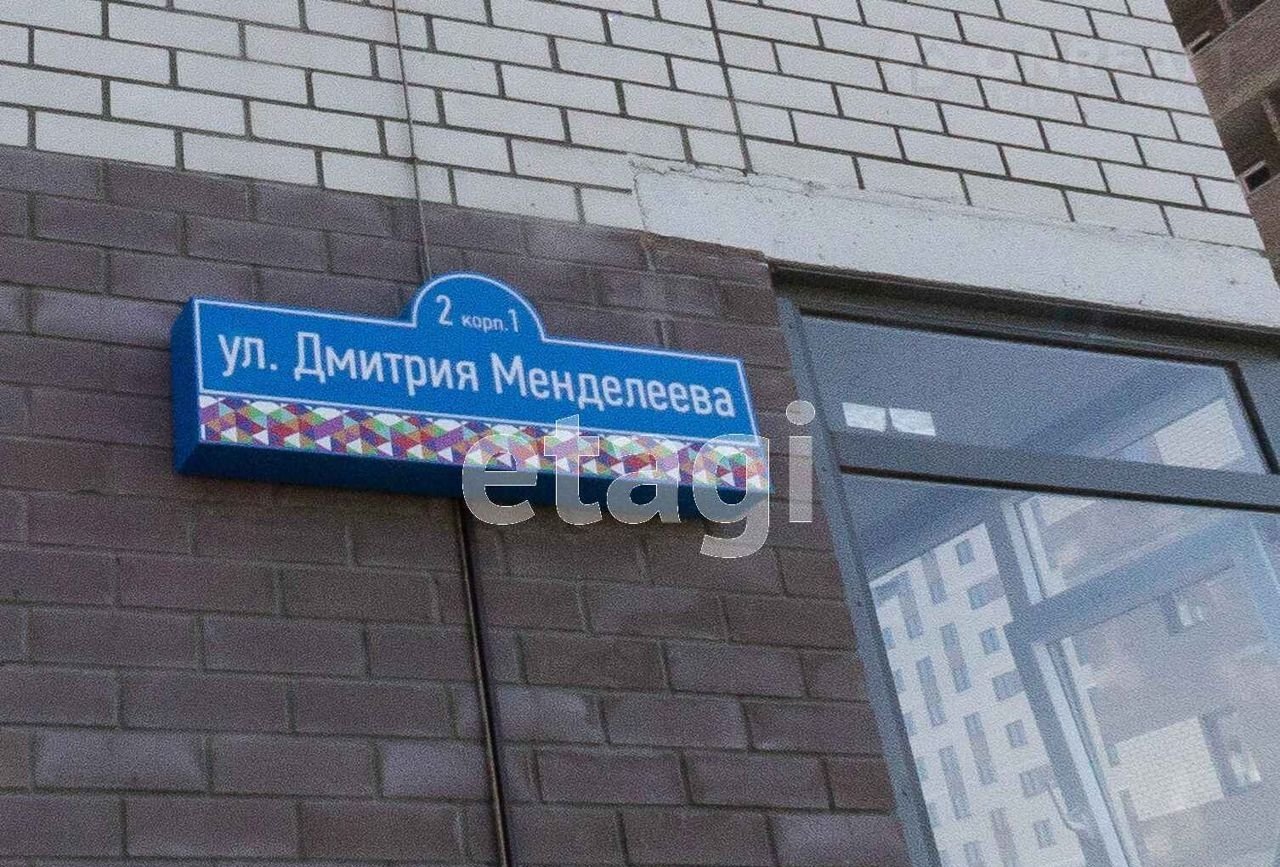 2 корп.1
ул. Дмитрия Менделеева
etagi